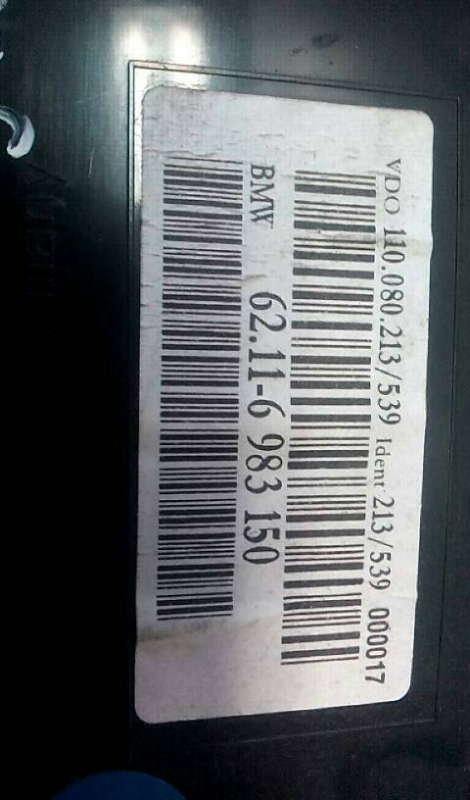 VDO 110.080.213/539 Ident 213/539 000017
BMW 62.11-6 983 150